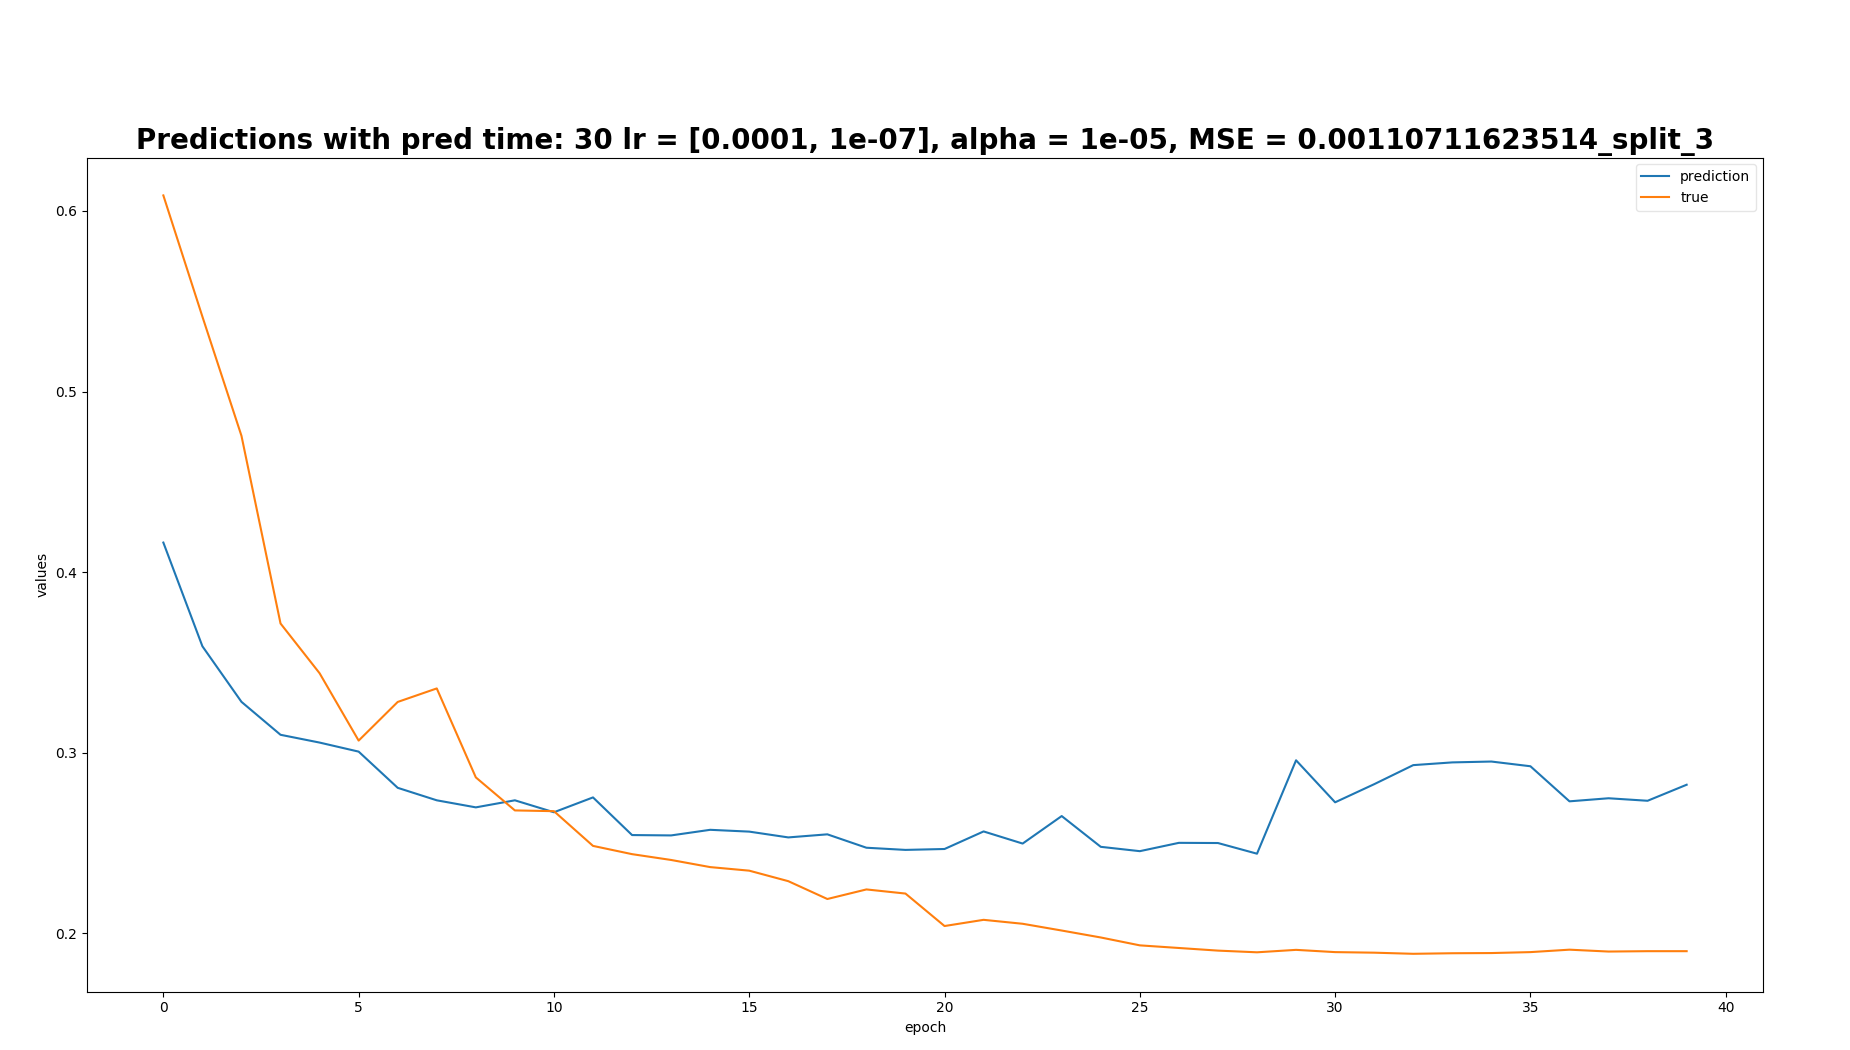 Predictions with pred time: 30 lr = [0.0001, 1e-07], alpha = 1e-05, MSE = 0.00110711623514_split_3
prediction
true
0.6
0.5
0.4
0.3
0.2
values
0 5 10 15 20 25 30 35 40
epoch